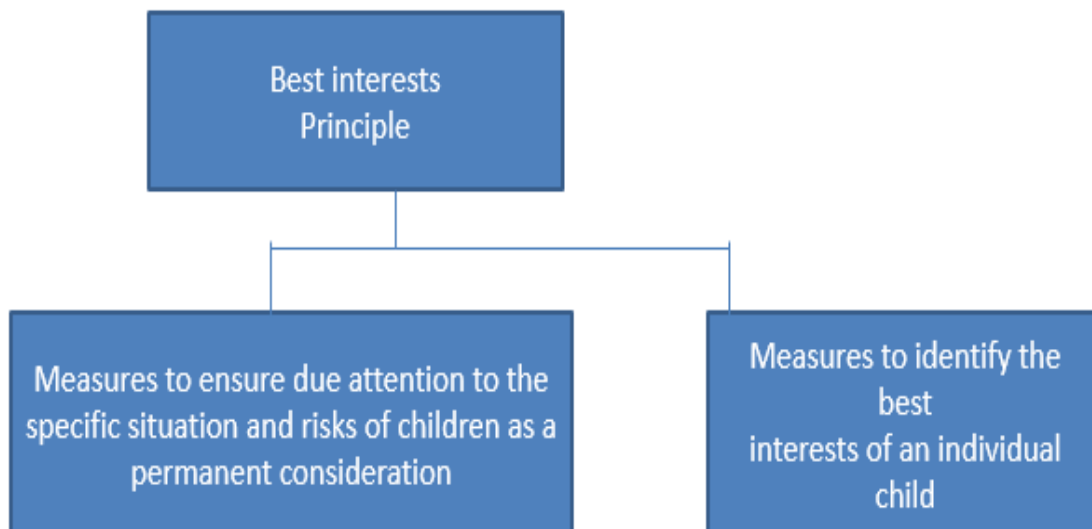 Best interests
Principle
Measures to ensure due attention to the
specific situation and risks of children as a
permanent consideration
Measures to identify the
best
interests of an individual
child